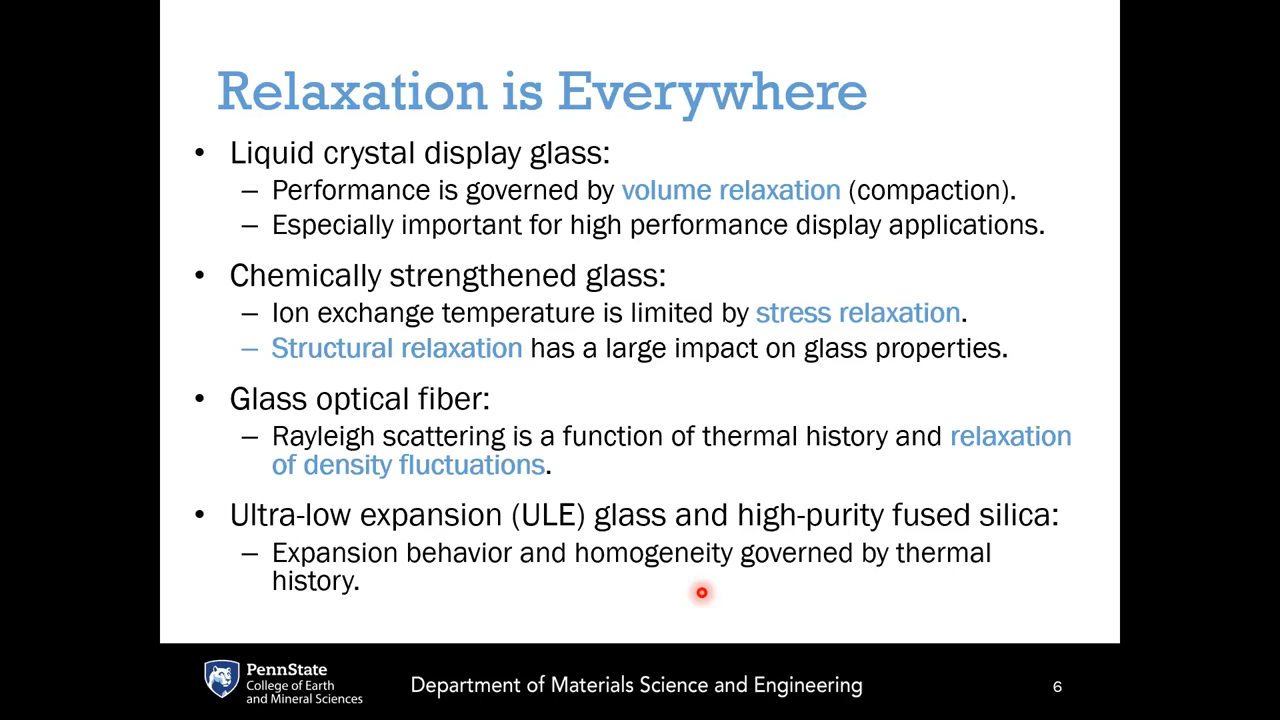 Relaxation is Everywhere
• Liquid crystal display glass:
– Performance is governed by volume relaxation (compaction).
– Especially important for high performance display applications.
• Chemically strengthened glass:
– Ion exchange temperature is limited by stress relaxation.
– Structural relaxation has a large impact on glass properties.
• Glass optical fiber:
– Rayleigh scattering is a function of thermal history and relaxation
of density fluctuations.
• Ultra-low expansion (ULE) glass and high-purity fused silica:
– Expansion behavior and homogeneity governed by thermal
history.
PennState
College of Earth
and Mineral Sciences
Department of Materials Science and Engineering
6